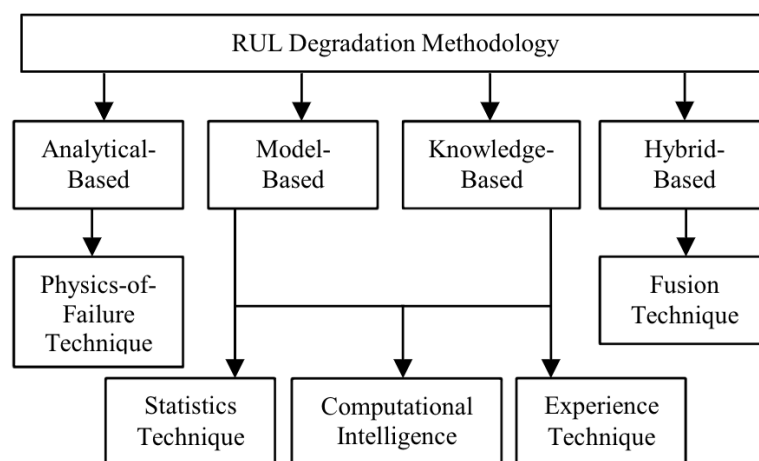 RUL Degradation Methodology
Analytical-
Based
Model-
Based
Knowledge-
Based
Hybrid-
Based
Physics-of-
Failure
Technique
Fusion
Technique
Statistics
Technique
Computational
Intelligence
Experience
Technique